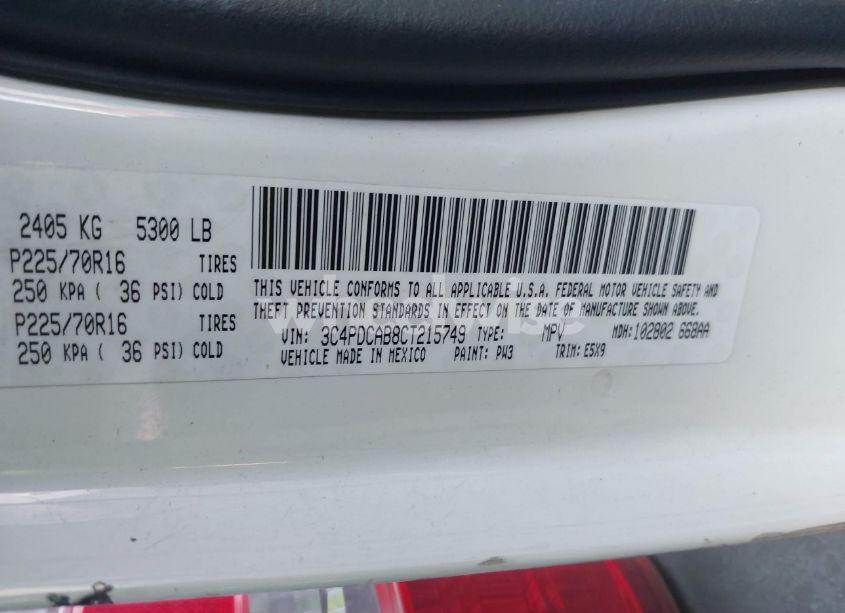 2405 KG 5300 LB
P225/70R16 TIRES
250 KPA ( 36 PSI) COLD
P225/70R16 TIRES
250 KPA ( 36 PSI) COLD
THIS VEHICLE CONFORMS TO ALL APPLICABLE U.S.A. FEDERAL MOTOR VEHICLE SAFETY AND
THEFT PREVENTION STANDARDS IN EFFECT ON THE DATE OF MANUFACTURE SHOWN ABOVE.
VIN: 3C4PDCAB8CT215749 TYPE: MPV MDH: 102802 668AA
VEHICLE MADE IN MEXICO PAINT: PW3 TRIM: E5X9